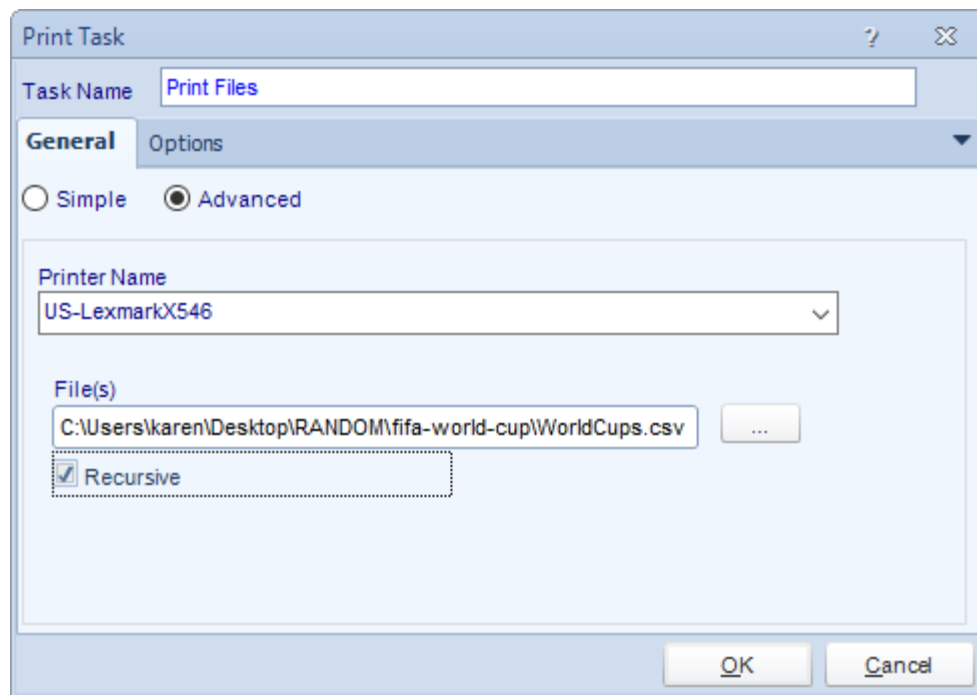 Print Task
Task Name Print Files
General Options
Simple Advanced
Printer Name
US-LexmarkX546
File(s)
C:\Users\karen\Desktop\RANDOM\fifa-world-cup\WorldCups.csv ...
Recursive
OK Cancel